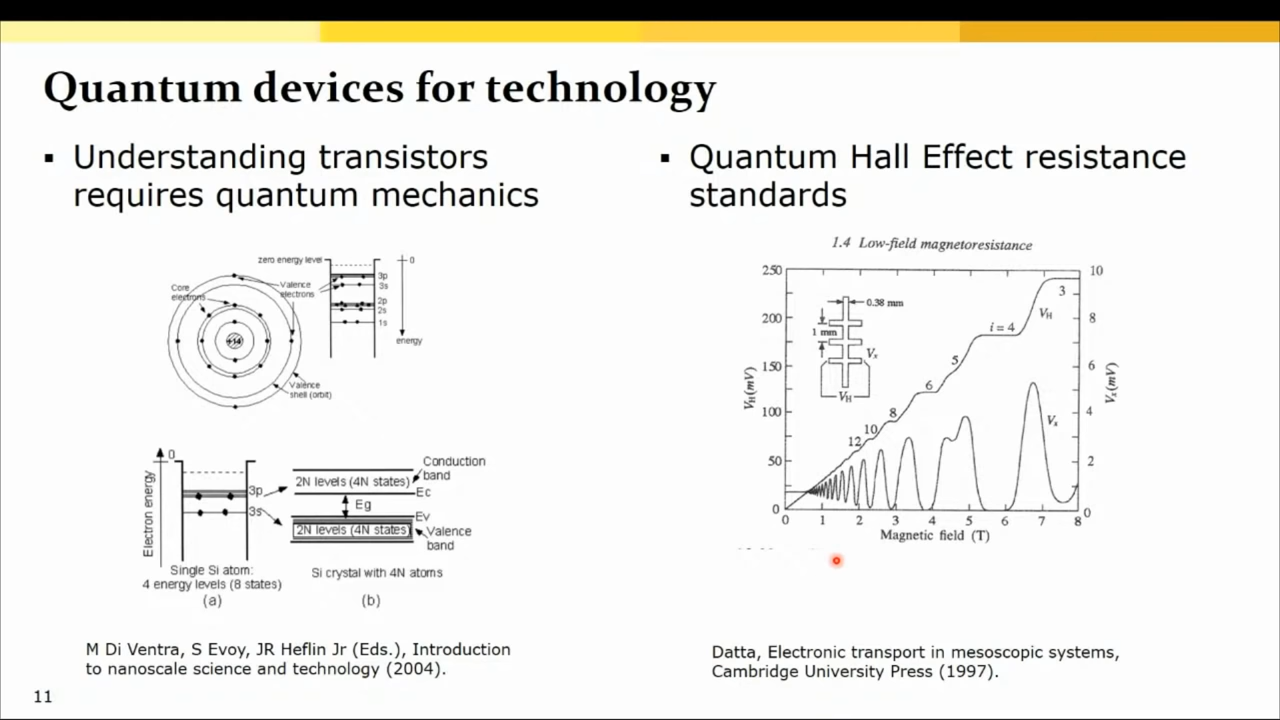 Quantum devices for technology
▪ Understanding transistors
requires quantum mechanics
zero energy level
0
Core
electrons
Valence
electrons
3p
3s
2p
2s
1s
+14
energy
Valence
shell (orbit)
0
Electron energy
3p
3s
2N levels (4N states)
Conduction
band
Ec
Eg
Ev
2N levels (4N states)
Valence
band
Single Si atom:
4 energy levels (8 states)
(a)
Si crystal with 4N atoms
(b)
M Di Ventra, S Evoy, JR Heflin Jr (Eds.), Introduction
to nanoscale science and technology (2004).
▪ Quantum Hall Effect resistance
standards
1.4 Low-field magnetoresistance
250
200
150
100
50
0
VH(mV)
10
8
6
4
2
0
Vx(mV)
0.38 mm
1 mm
Vx
VH
3
VH
i = 4
5
6
8
10
12
Vx
0 1 2 3 4 5 6 7 8
Magnetic field (T)
Datta, Electronic transport in mesoscopic systems,
Cambridge University Press (1997).
11